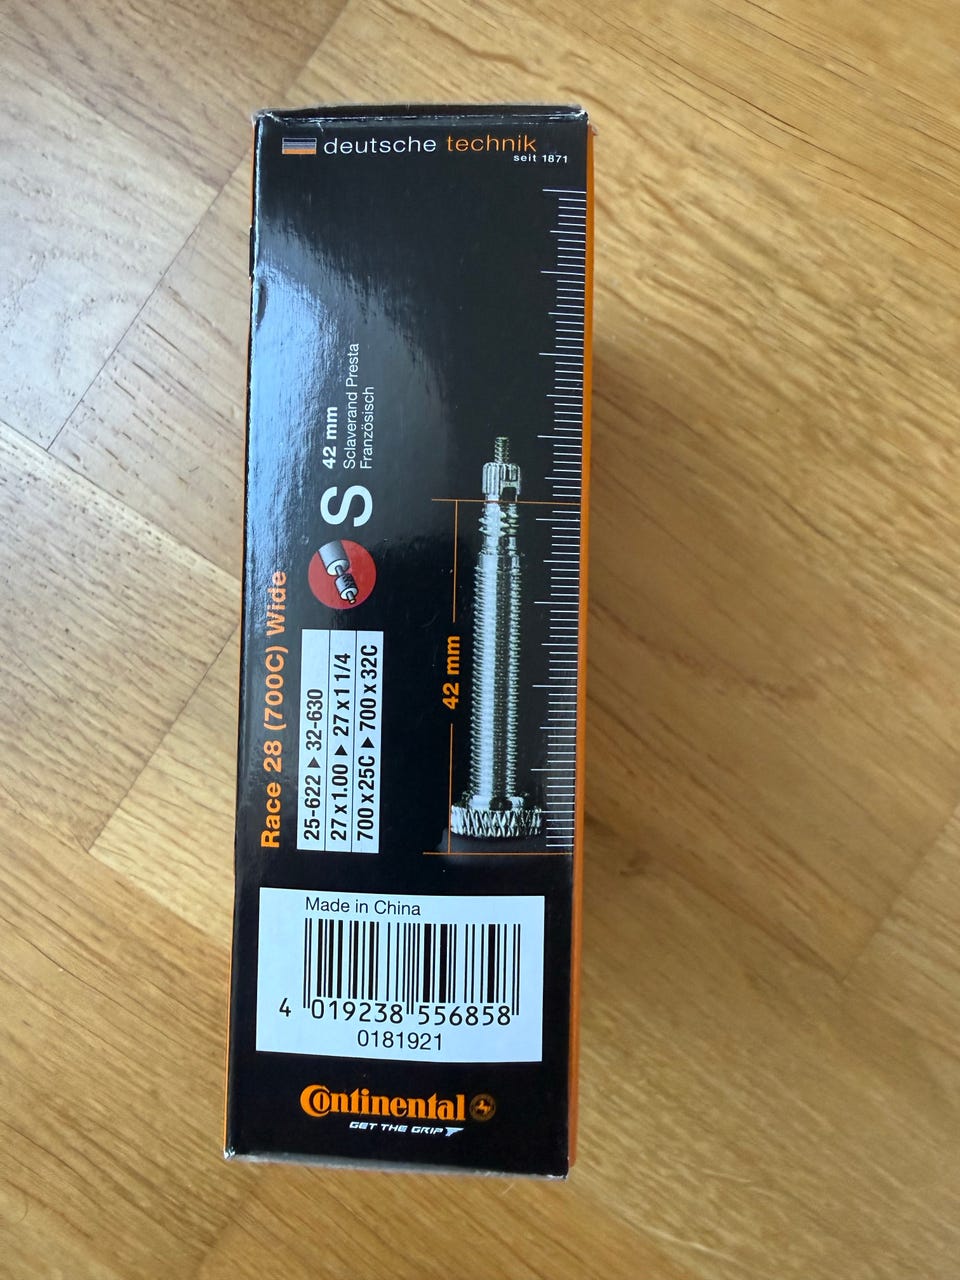 deutsche technik
seit 1871
Race 28 (700C) Wide
25-622 ▶ 32-630
27 x 1.00 ▶ 27 x 1 1/4
700 x 25C ▶ 700 x 32C
S
42 mm
Sclaverand Presta
Französisch
42 mm
Made in China
4 019238 556858
0181921
Continental
GET THE GRIP